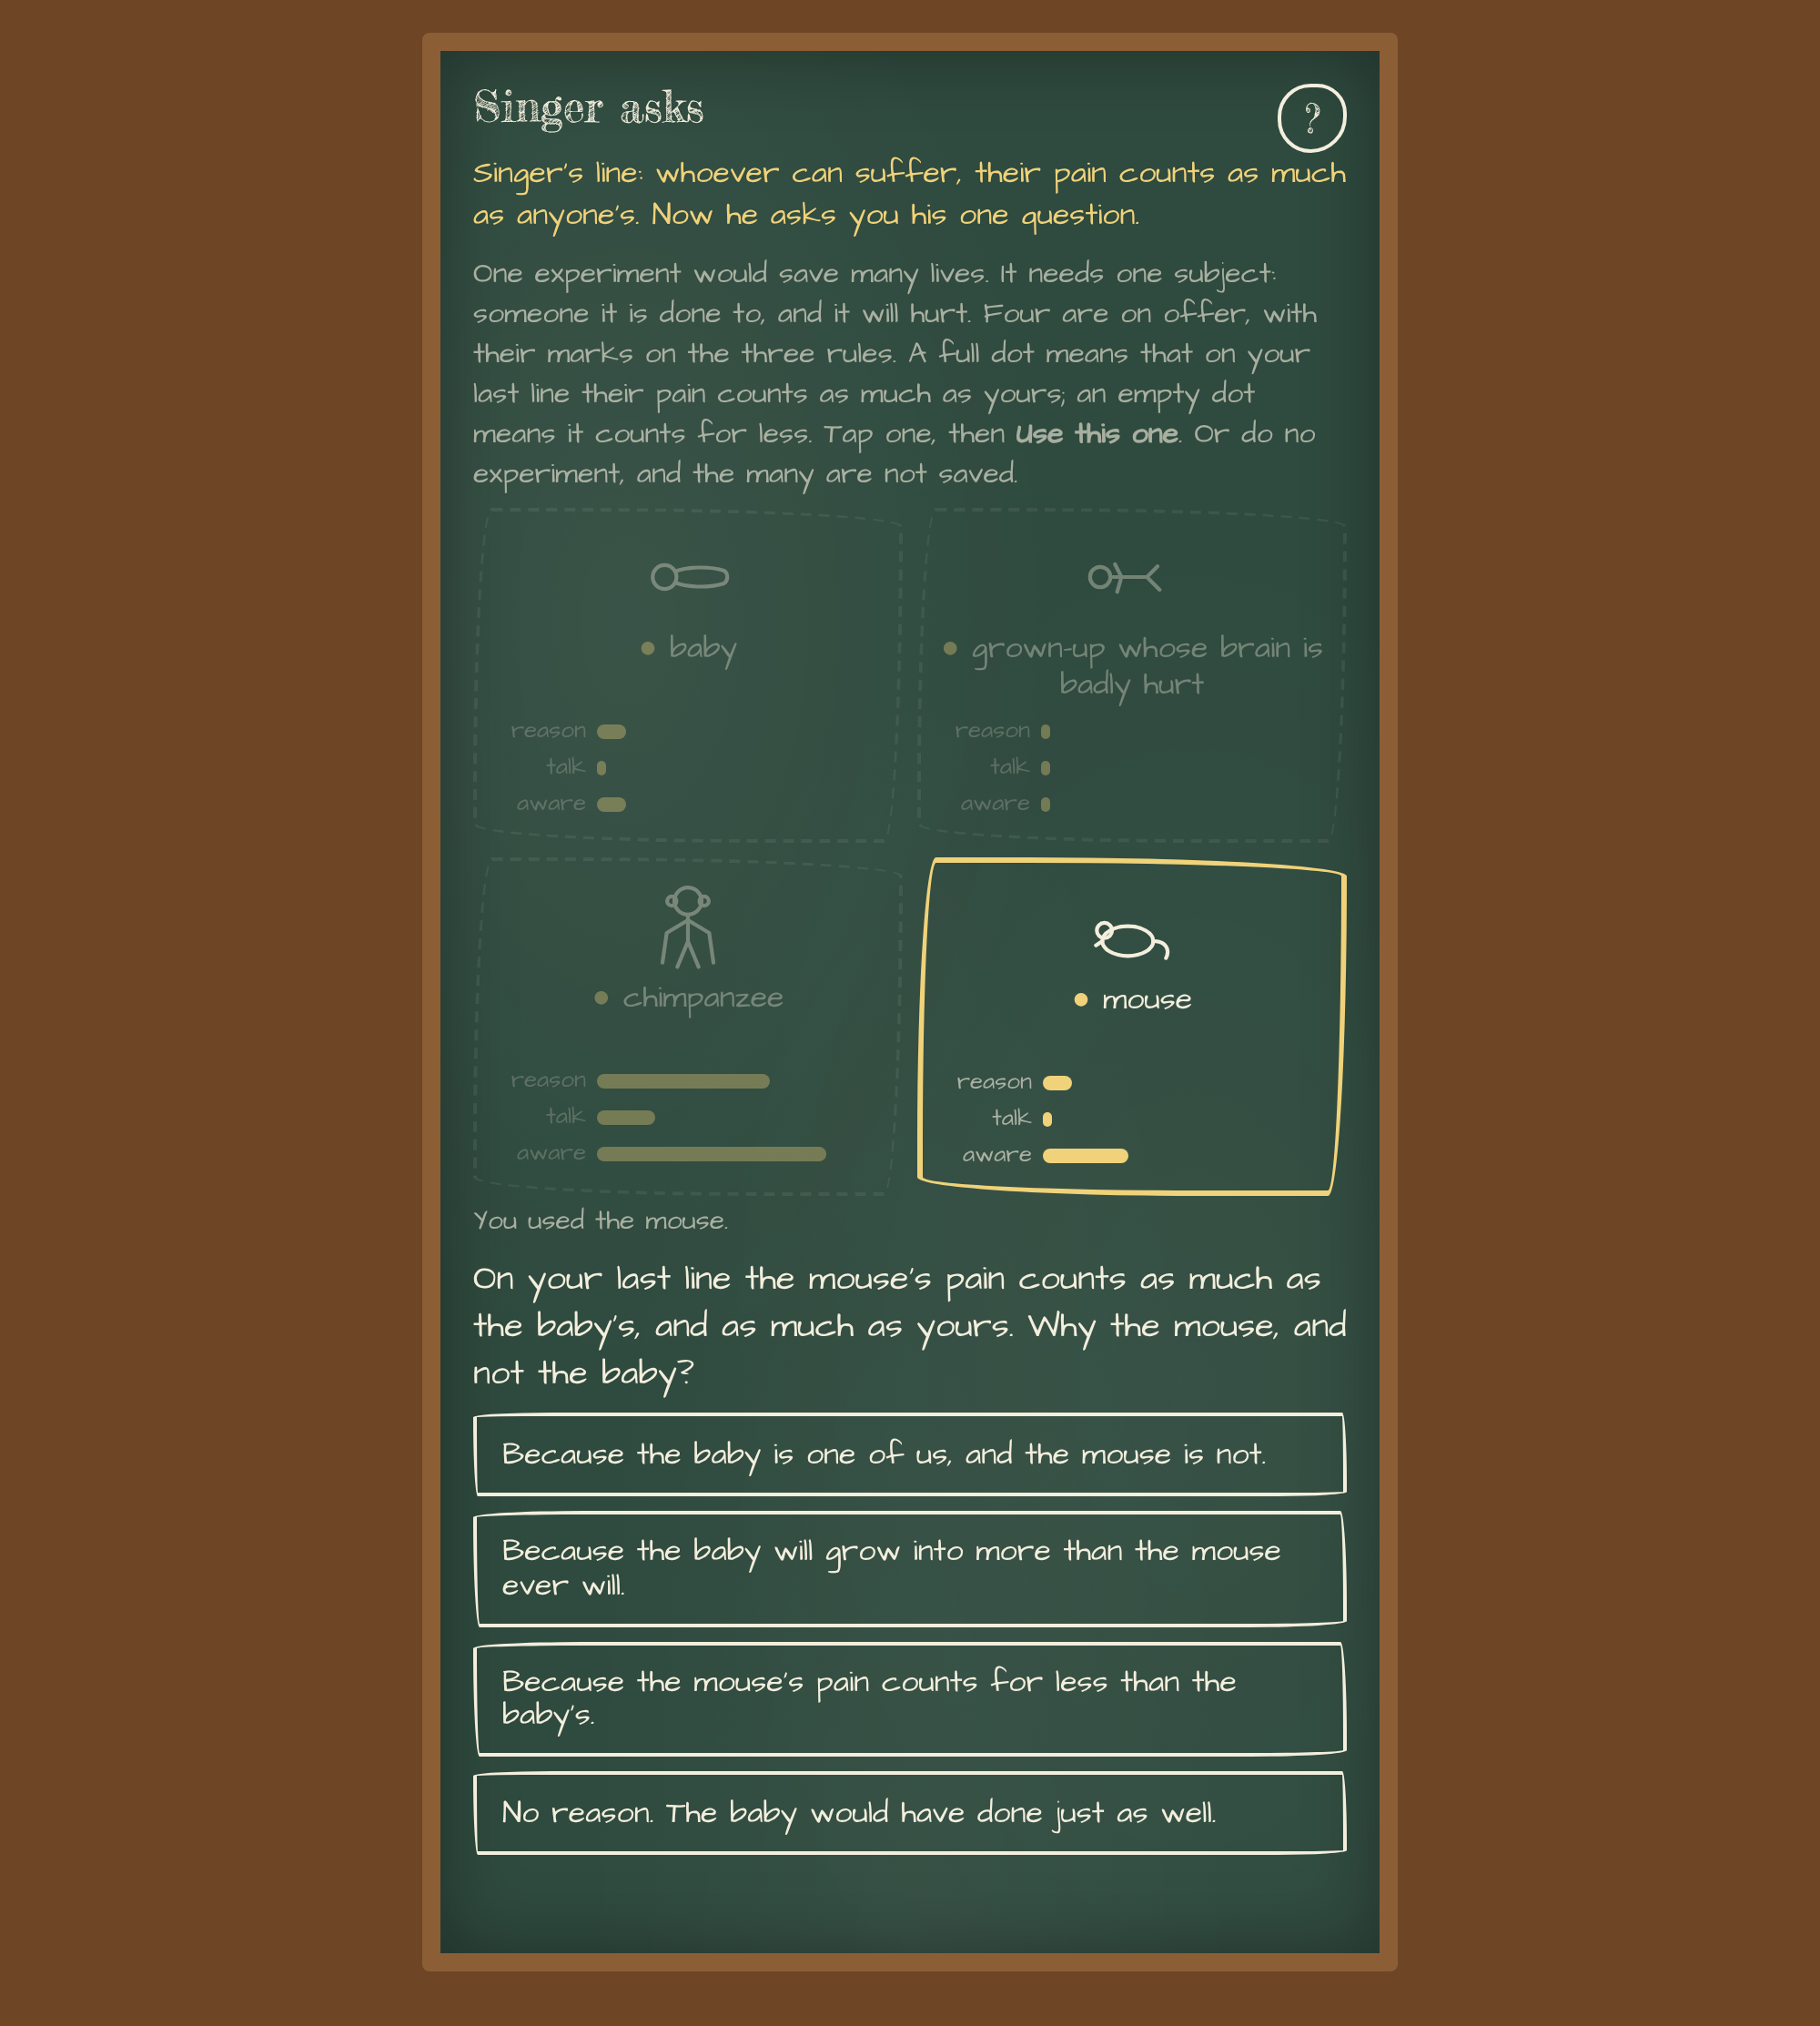 Singer asks
?
Singer's line: whoever can suffer, their pain counts as much
as anyone's. Now he asks you his one question.
One experiment would save many lives. It needs one subject:
someone it is done to, and it will hurt. Four are on offer, with
their marks on the three rules. A full dot means that on your
last line their pain counts as much as yours; an empty dot
means it counts for less. Tap one, then Use this one. Or do no
experiment, and the many are not saved.
baby
reason
talk
aware
grown-up whose brain is
badly hurt
reason
talk
aware
chimpanzee
reason
talk
aware
mouse
reason
talk
aware
You used the mouse.
On your last line the mouse's pain counts as much as
the baby's, and as much as yours. Why the mouse, and
not the baby?
Because the baby is one of us, and the mouse is not.
Because the baby will grow into more than the mouse
ever will.
Because the mouse's pain counts for less than the
baby's.
No reason. The baby would have done just as well.